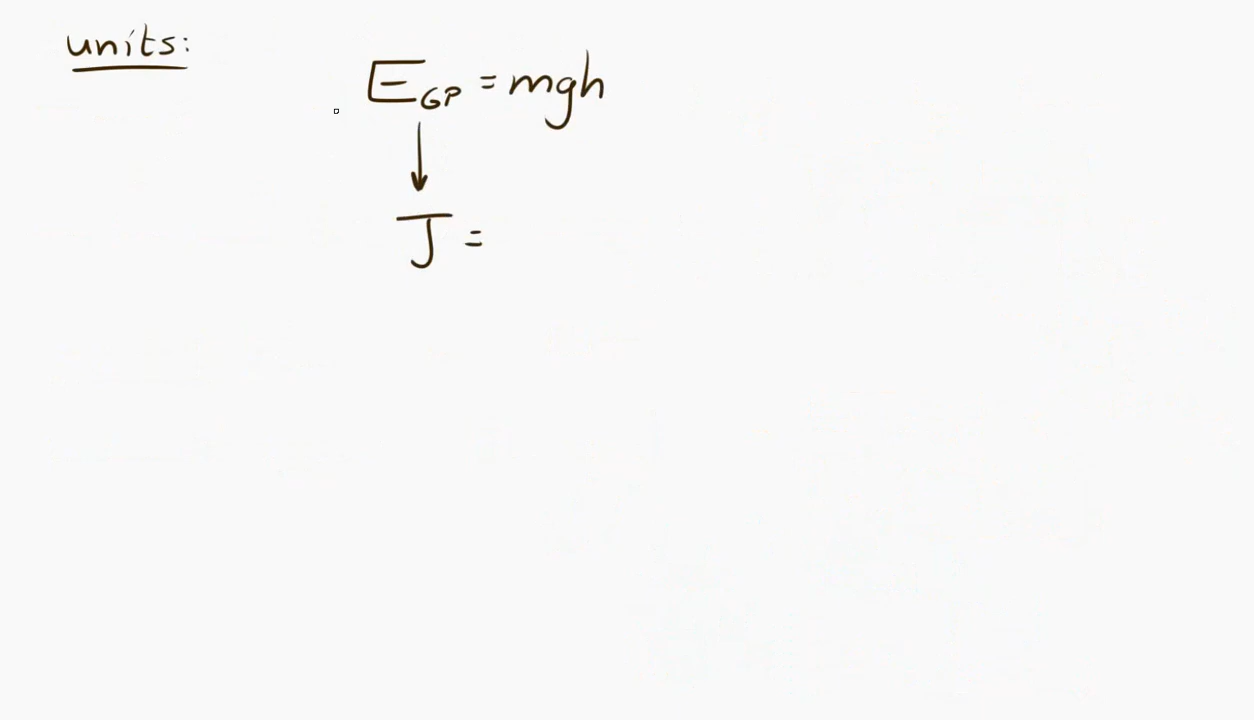 units:
E_GP = mgh
↓
J =